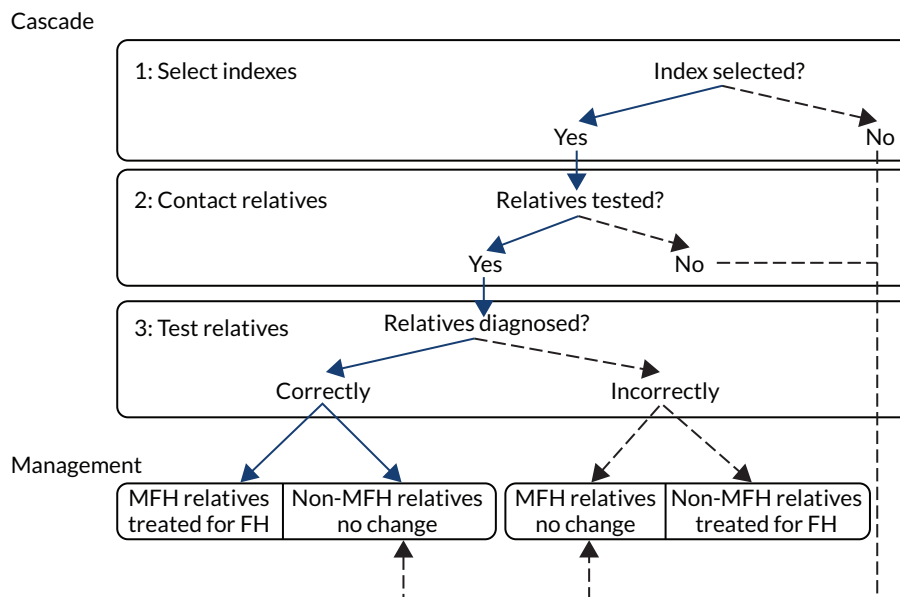 Cascade
1: Select indexes
Index selected?
Yes
No
2: Contact relatives
Relatives tested?
Yes
No
3: Test relatives
Relatives diagnosed?
Correctly
Incorrectly
Management
MFH relatives
treated for FH
Non-MFH relatives
no change
MFH relatives
no change
Non-MFH relatives
treated for FH